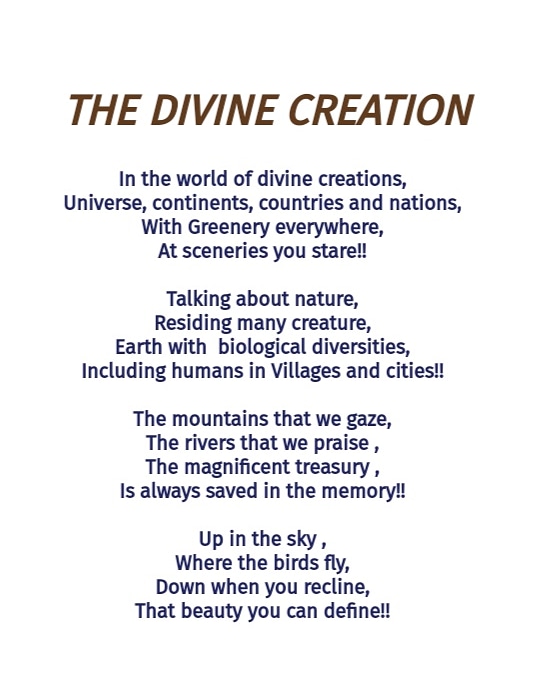 THE DIVINE CREATION
In the world of divine creations,
Universe, continents, countries and nations,
With Greenery everywhere,
At sceneries you stare!!
Talking about nature,
Residing many creature,
Earth with  biological diversities,
Including humans in Villages and cities!!
The mountains that we gaze,
The rivers that we praise ,
The magnificent treasury ,
Is always saved in the memory!!
Up in the sky ,
Where the birds fly,
Down when you recline,
That beauty you can define!!